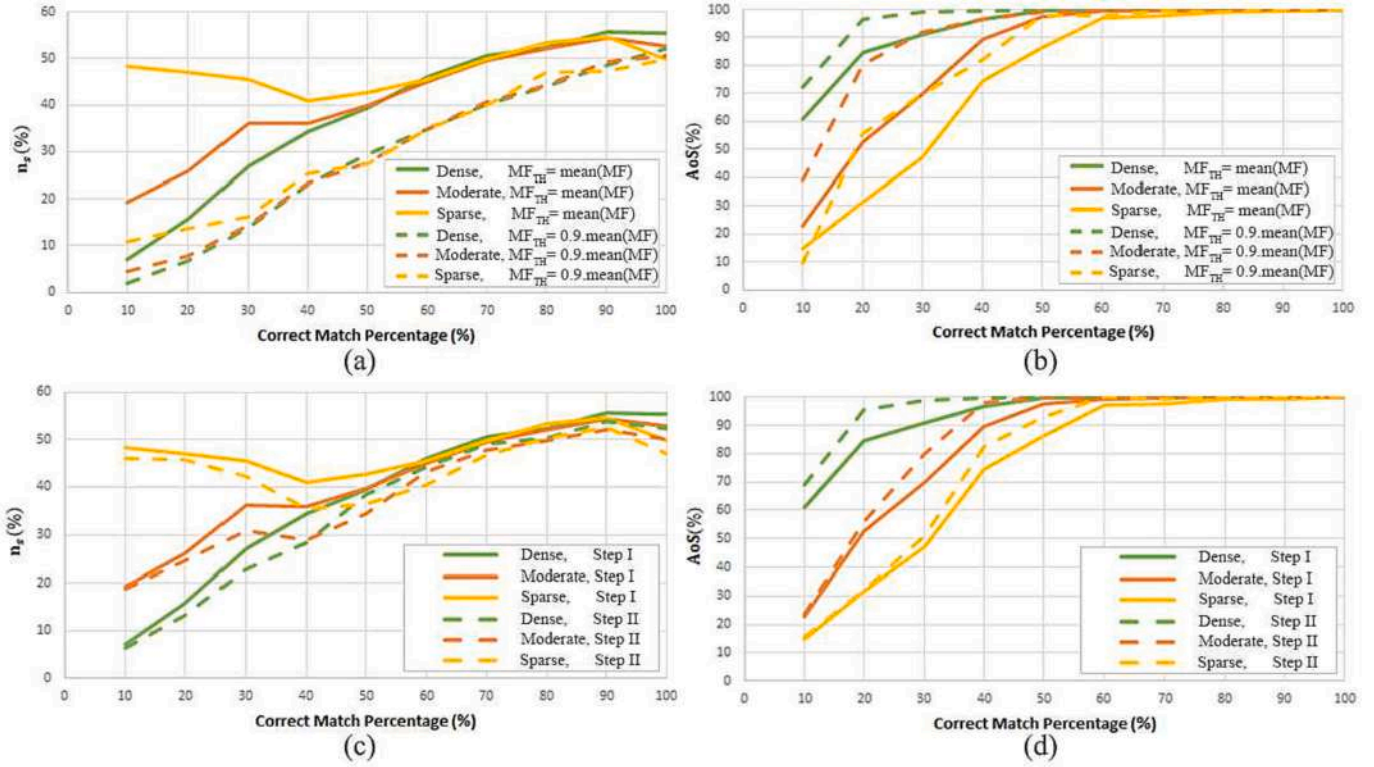 60
50
40
30
20
10
0
n_s (%)
0 10 20 30 40 50 60 70 80 90 100
Correct Match Percentage (%)
Dense, MF_TH= mean(MF)
Moderate, MF_TH= mean(MF)
Sparse, MF_TH= mean(MF)
Dense, MF_TH= 0.9.mean(MF)
Moderate, MF_TH= 0.9.mean(MF)
Sparse, MF_TH= 0.9.mean(MF)
(a)
100
90
80
70
60
50
40
30
20
10
0
AoS(%)
0 10 20 30 40 50 60 70 80 90 100
Correct Match Percentage (%)
Dense, MF_TH= mean(MF)
Moderate, MF_TH= mean(MF)
Sparse, MF_TH= mean(MF)
Dense, MF_TH= 0.9.mean(MF)
Moderate, MF_TH= 0.9.mean(MF)
Sparse, MF_TH= 0.9.mean(MF)
(b)
60
50
40
30
20
10
0
n_s (%)
0 10 20 30 40 50 60 70 80 90 100
Correct Match Percentage (%)
Dense, Step I
Moderate, Step I
Sparse, Step I
Dense, Step II
Moderate, Step II
Sparse, Step II
(c)
100
90
80
70
60
50
40
30
20
10
0
AoS(%)
0 10 20 30 40 50 60 70 80 90 100
Correct Match Percentage (%)
Dense, Step I
Moderate, Step I
Sparse, Step I
Dense, Step II
Moderate, Step II
Sparse, Step II
(d)